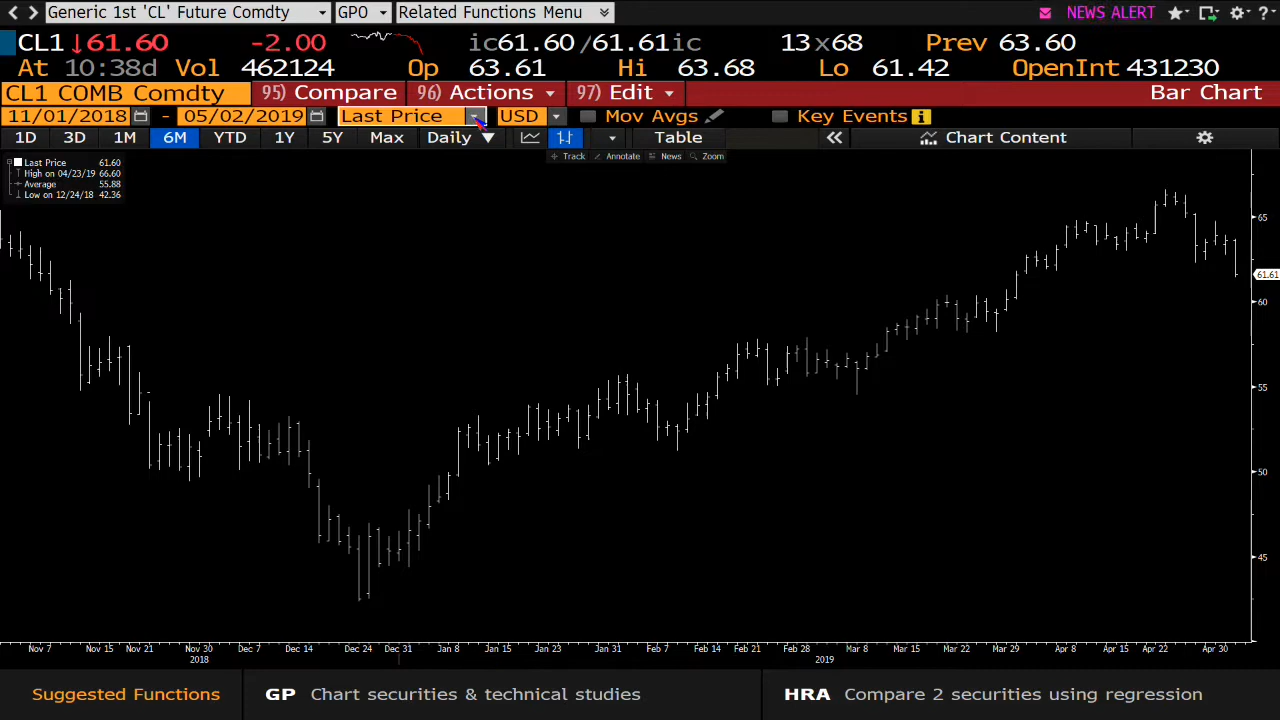 Generic 1st 'CL' Future Comdty GPO Related Functions Menu NEWS ALERT ?
CL1 ↓61.60 -2.00 ic61.60 /61.61ic 13x68 Prev 63.60
At 10:38d Vol 462124 Op 63.61 Hi 63.68 Lo 61.42 OpenInt 431230
CL1 COMB Comdty 95) Compare 96) Actions 97) Edit Bar Chart
11/01/2018 - 05/02/2019 Last Price USD Mov Avgs Key Events i
1D 3D 1M 6M YTD 1Y 5Y Max Daily ▼ Table « Chart Content
Track Annotate News Zoom
Last Price 61.60
High on 04/23/19 66.60
Average 55.88
Low on 12/24/18 42.36
65
61.61
60
55
50
45
Nov 7 Nov 15 Nov 21 Nov 30 Dec 7 Dec 14 Dec 24 Dec 31 Jan 8 Jan 15 Jan 23 Jan 31 Feb 7 Feb 14 Feb 21 Feb 28 Mar 8 Mar 15 Mar 22 Mar 29 Apr 8 Apr 15 Apr 22 Apr 30
2018 2019
Suggested Functions GP Chart securities & technical studies HRA Compare 2 securities using regression